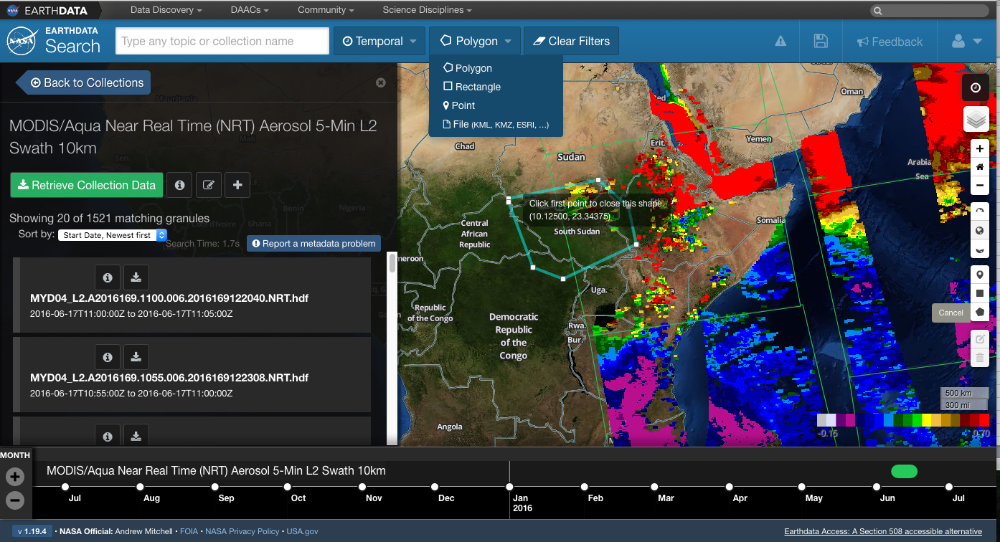 NASA EARTHDATA
Data Discovery
DAACs
Community
Science Disciplines
NASA
EARTHDATA
Search
Type any topic or collection name
Temporal
Polygon
Clear Filters
Feedback
Polygon
Rectangle
Point
File (KML, KMZ, ESRI, ...)
Back to Collections
Mauritania
MODIS/Aqua Near Real Time (NRT) Aerosol 5-Min L2
Swath 10km
Sen.
Retrieve Collection Data
Benin
Nigeria
Showing 20 of 1521 matching granules
Côte d'Ivoire
Ghana
Sort by: Start Date, Newest first
Search Time: 1.7s
Report a metadata problem
MYD04_L2.A2016169.1100.006.2016169122040.NRT.hdf
2016-06-17T11:00:00Z to 2016-06-17T11:05:00Z
MYD04_L2.A2016169.1055.006.2016169122308.NRT.hdf
2016-06-17T10:55:00Z to 2016-06-17T11:00:00Z
Oman
Yemen
Chad
Sudan
Erit.
Arabia
Sea
Click first point to close this shape.
(10.12500, 23.34375)
South Sudan
Central
African
Republic
Somalia
meroon
Uga.
Republic
of the Congo
Democratic
Republic
of the
Congo
Rwa.
Bur.
Angola
Cancel
500 km
300 mi
-0.15
0.70
MONTH
MODIS/Aqua Near Real Time (NRT) Aerosol 5-Min L2 Swath 10km
Jul
Aug
Sep
Oct
Nov
Dec
Jan
2016
Feb
Mar
Apr
May
Jun
Jul
v 1.19.4 • NASA Official: Andrew Mitchell • FOIA • NASA Privacy Policy • USA.gov
Earthdata Access: A Section 508 accessible alternative